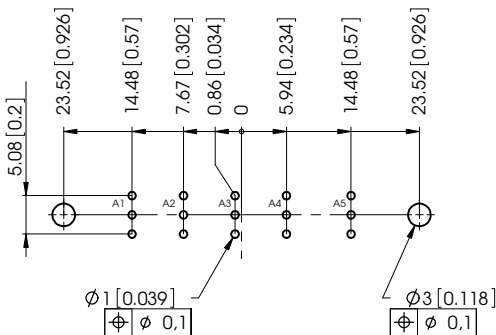 23.52 [0.926]
14.48 [0.57]
7.67 [0.302]
0.86 [0.034]
0
5.94 [0.234]
14.48 [0.57]
23.52 [0.926]
5.08 [0.2]
A1 A2 A3 A4 A5
Ø1 [0.039]
⌖ Ø 0,1
Ø3 [0.118]
⌖ Ø 0,1